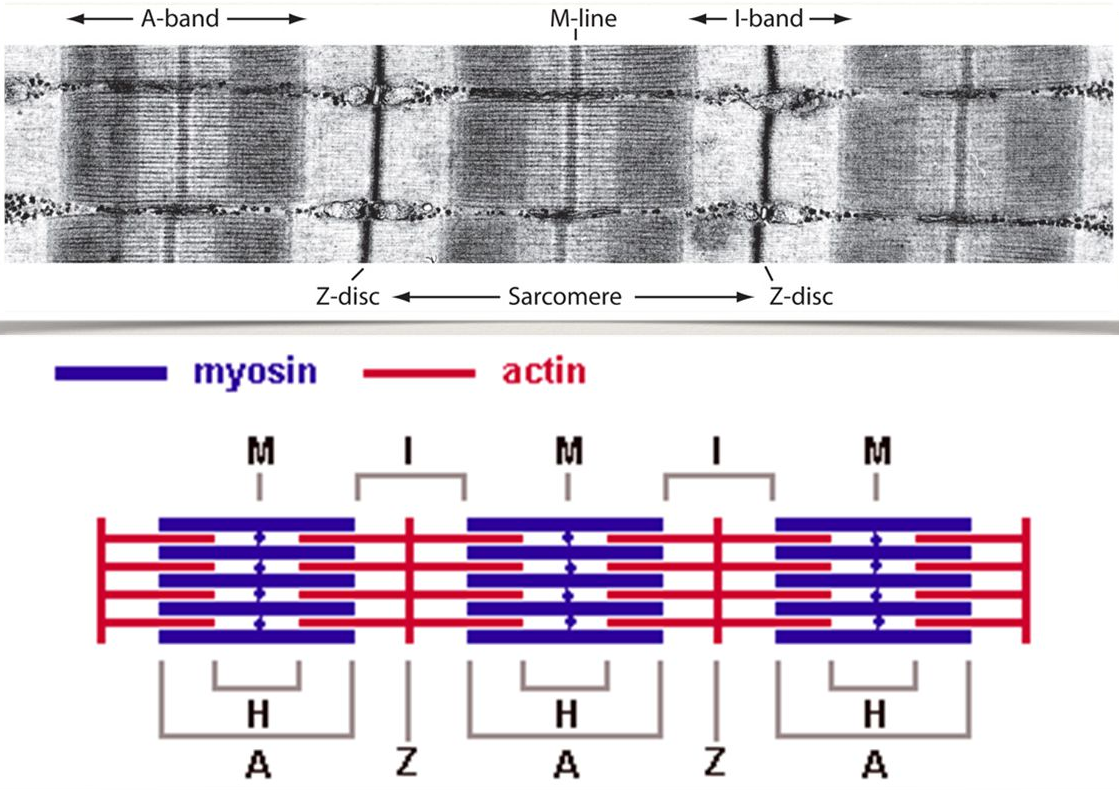 A-band M-line I-band
Z-disc Sarcomere Z-disc
myosin actin
M I M I M
H H H
A Z A Z A